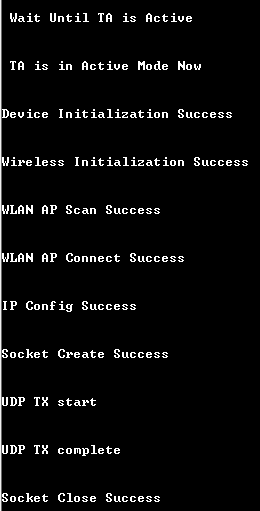 Wait Until TA is Active
TA is in Active Mode Now
Device Initialization Success
Wireless Initialization Success
WLAN AP Scan Success
WLAN AP Connect Success
IP Config Success
Socket Create Success
UDP TX start
UDP TX complete
Socket Close Success